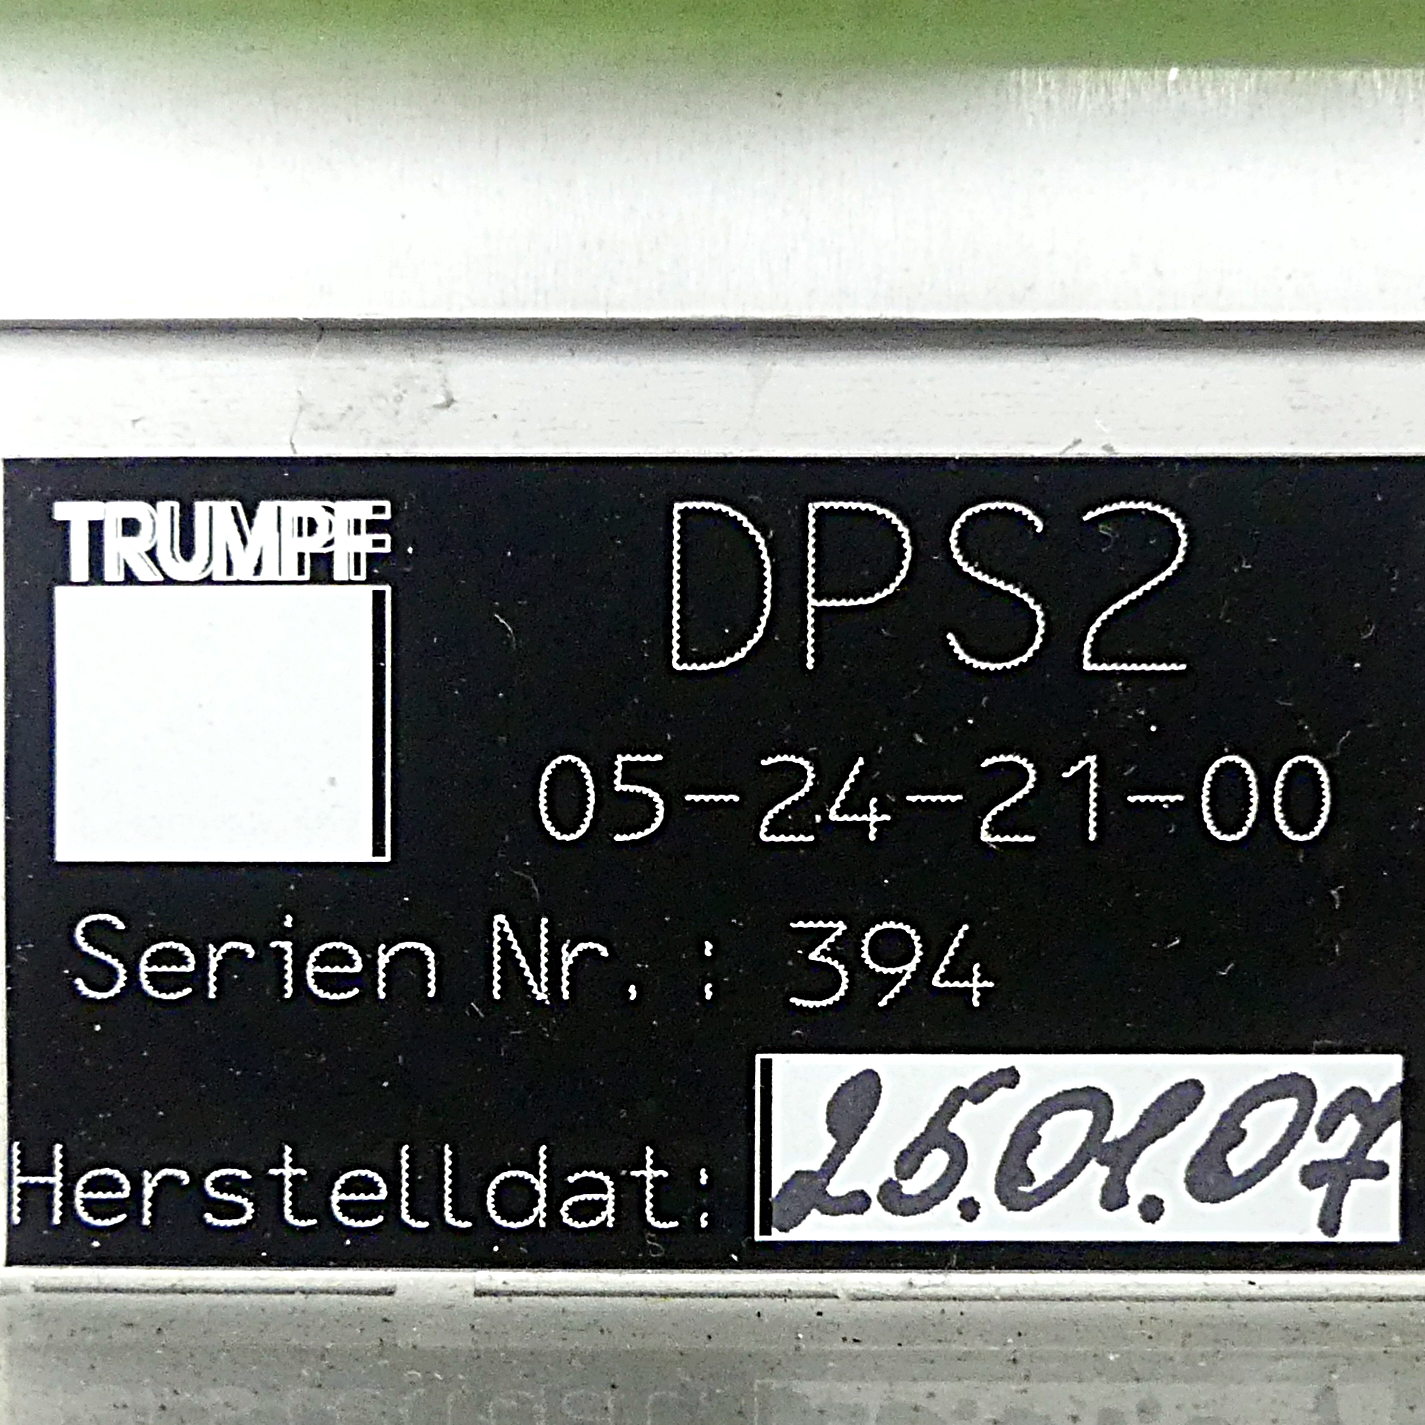 TRUMPF
DPS2
05-24-21-00
Serien Nr. : 394
Herstelldat: 25.01.07